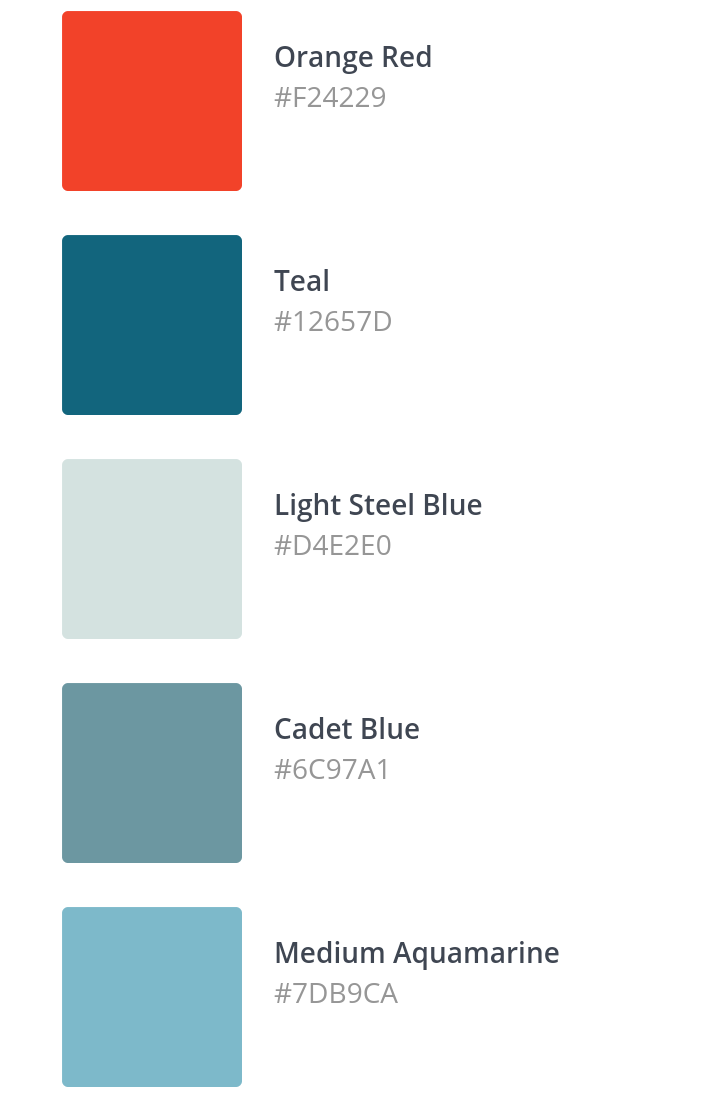 Orange Red
#F24229
Teal
#12657D
Light Steel Blue
#D4E2E0
Cadet Blue
#6C97A1
Medium Aquamarine
#7DB9CA